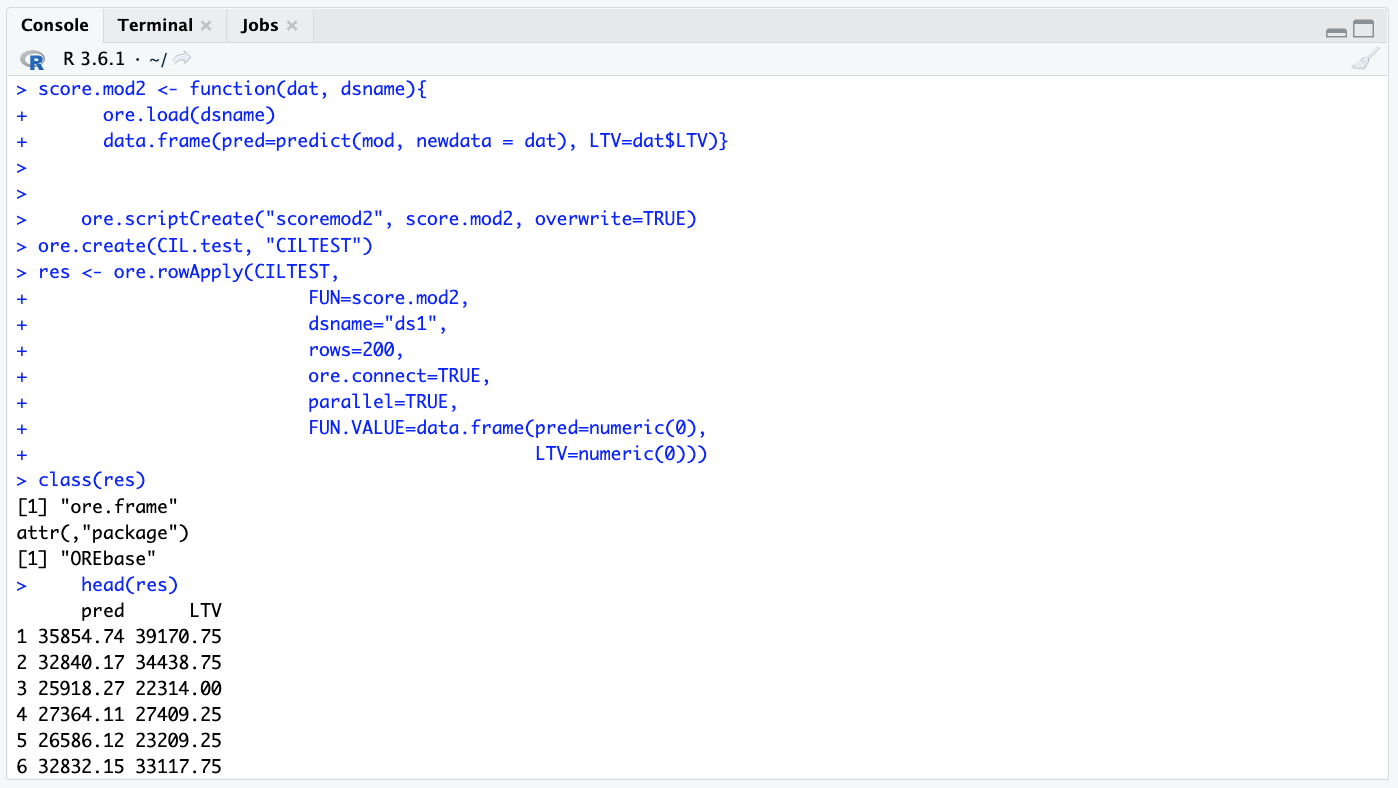 Console Terminal Jobs
R R 3.6.1 · ~/
> score.mod2 <- function(dat, dsname){
+       ore.load(dsname)
+       data.frame(pred=predict(mod, newdata = dat), LTV=dat$LTV)}
>
>
>     ore.scriptCreate("scoremod2", score.mod2, overwrite=TRUE)
> ore.create(CIL.test, "CILTEST")
> res <- ore.rowApply(CILTEST,
+                          FUN=score.mod2,
+                          dsname="ds1",
+                          rows=200,
+                          ore.connect=TRUE,
+                          parallel=TRUE,
+                          FUN.VALUE=data.frame(pred=numeric(0),
+                                               LTV=numeric(0)))
> class(res)
[1] "ore.frame"
attr(,"package")
[1] "OREbase"
>     head(res)
      pred      LTV
1 35854.74 39170.75
2 32840.17 34438.75
3 25918.27 22314.00
4 27364.11 27409.25
5 26586.12 23209.25
6 32832.15 33117.75